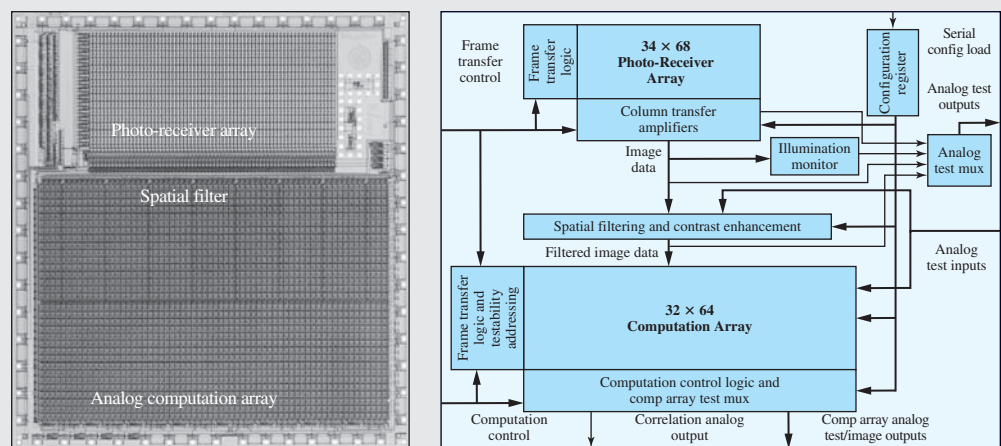 Photo-receiver array
Spatial filter
Analog computation array
Frame
transfer
control
Frame
transfer
logic
34 × 68
Photo-Receiver
Array
Column transfer
amplifiers
Configuration
register
Serial
config load
Analog test
outputs
Image
data
Illumination
monitor
Analog
test mux
Spatial filtering and contrast enhancement
Filtered image data
Analog
test inputs
Frame transfer
logic and
testability
addressing
32 × 64
Computation Array
Computation control logic and
comp array test mux
Computation
control
Correlation analog
output
Comp array analog
test/image outputs